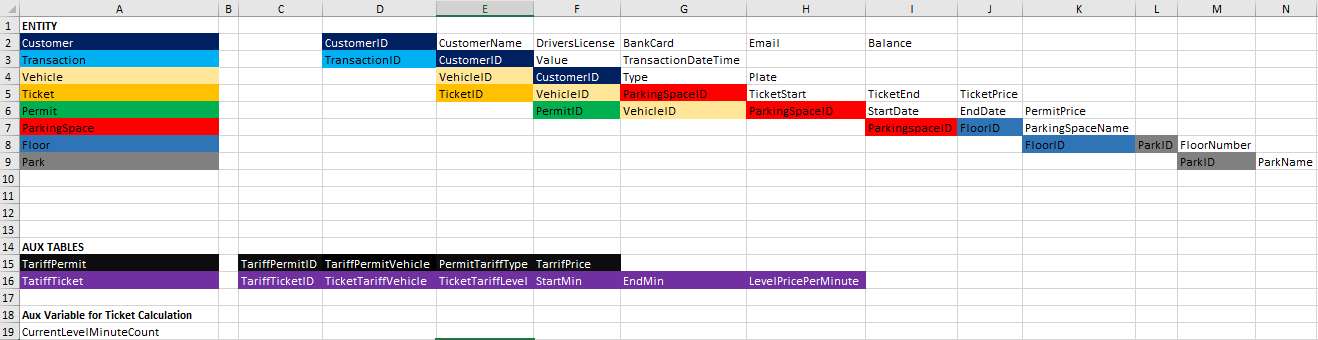 A B C D E F G H I J K L M N
1 ENTITY
2 Customer CustomerID CustomerName DriversLicense BankCard Email Balance
3 Transaction TransactionID CustomerID Value TransactionDateTime
4 Vehicle VehicleID CustomerID Type Plate
5 Ticket TicketID VehicleID ParkingSpaceID TicketStart TicketEnd TicketPrice
6 Permit PermitID VehicleID ParkingSpaceID StartDate EndDate PermitPrice
7 ParkingSpace ParkingspaceID FloorID ParkingSpaceName
8 Floor FloorID ParkID FloorNumber
9 Park ParkID ParkName
10
11
12
13
14 AUX TABLES
15 TariffPermit TariffPermitID TariffPermitVehicle PermitTariffType TarrifPrice
16 TatiffTicket TariffTicketID TicketTariffVehicle TicketTariffLevel StartMin EndMin LevelPricePerMinute
17
18 Aux Variable for Ticket Calculation
19 CurrentLevelMinuteCount